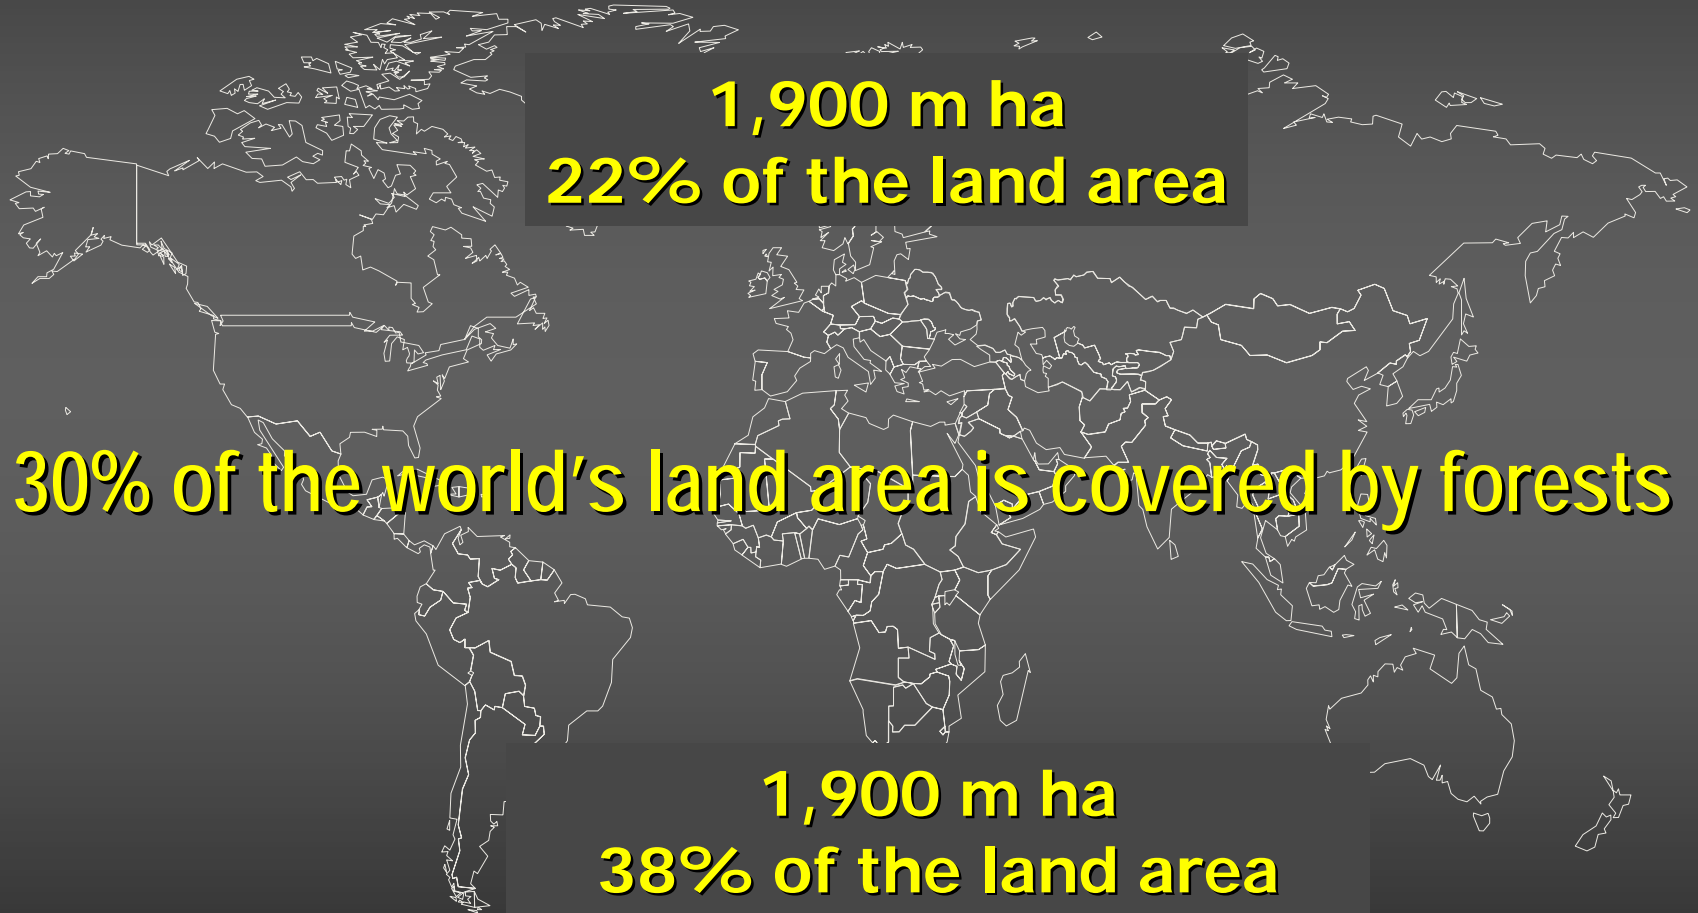 1,900 m ha
22% of the land area
30% of the world's land area is covered by forests
1,900 m ha
38% of the land area